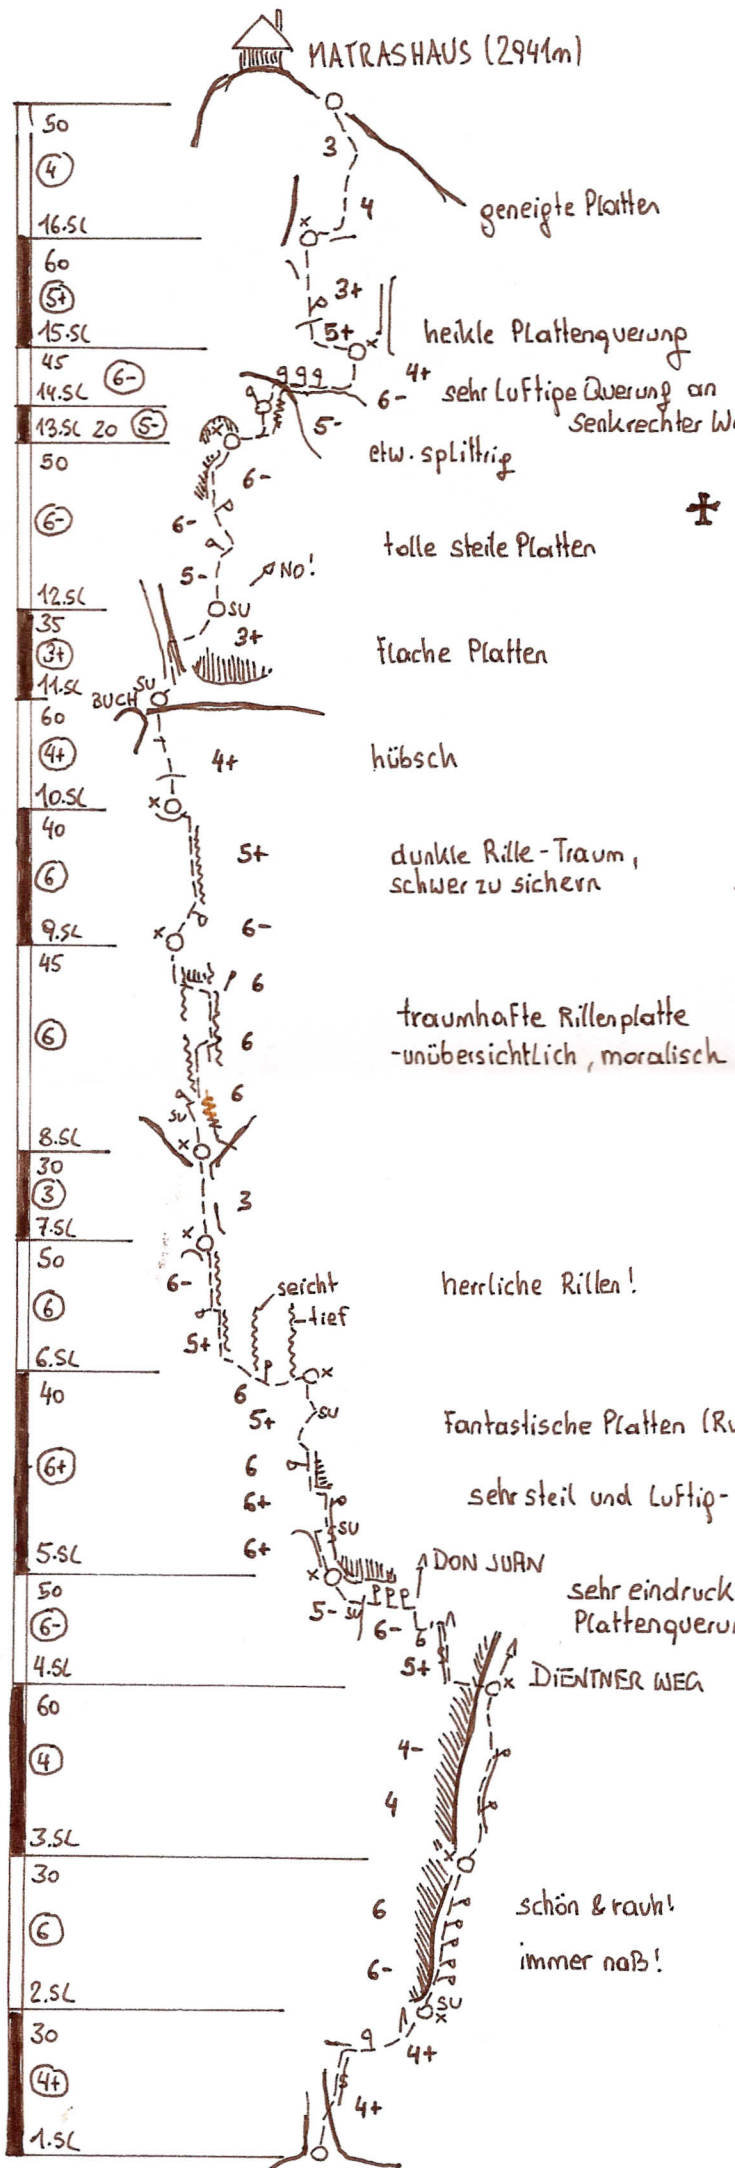 MATRASHAUS (2941m)
50
3
4
4
geneigte Platten
16.SL
60
3+
5+
5+
heikle Plattenquerung
15.SL
45
6-
4+
14.SL
6-
sehr luftige Querung an
senkrechter
13.SL 20 5-
5-
etw. splittrig
50
6-
6-
6-
tolle steile Platten
5-
NO!
12.SL
SU
35
3+
3+
flache Platten
11.SL
SU
BUCH
60
4+
4+
hübsch
10.SL
40
5+
dunkle Rille - Traum,
schwer zu sichern
6
6-
9.SL
45
6
traumhafte Rillenplatte
6
6
-unübersichtlich, moralisch
6
SU
8.SL
30
3
3
7.SL
50
6-
seicht
herrliche Rillen!
6
tief
5+
6.SL
6
40
5+
SU
Fantastische Platten
6+
6
sehr steil und luftig-
6+
SU
6+
5.SL
DON JUAN
50
5-
SU
sehr
6-
6-
6
Plattenquerung
5+
4.SL
DIENTNER WEG
60
4-
4
4
3.SL
30
6
schön & rauh!
6
6-
immer naß!
2.SL
SU
30
4+
4+
4+
1.SL